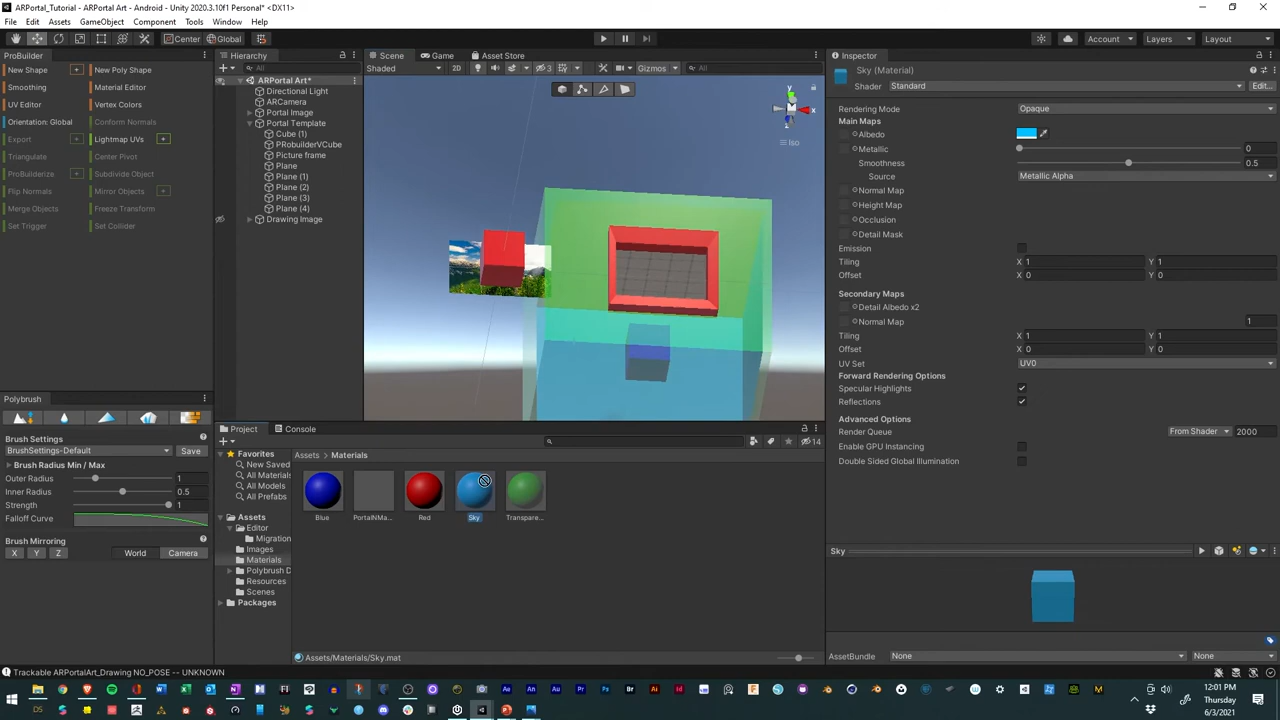 ARPortal_Tutorial - ARPortal Art - Android - Unity 2020.3.10f1 Personal* <DX11>
File Edit Assets GameObject Tools Component Window Help
Center Global Account Layers Layout
ProBuilder
New Shape New Poly Shape
Smoothing Material Editor
UV Editor Vertex Colors
Orientation: Global Conform Normals
Export Lightmap UVs
Triangulate Center Pivot
ProBuilderize Subdivide Object
Flip Normals Mirror Objects
Merge Objects Freeze Transform
Set Trigger Set Collider
Hierarchy
All
ARPortal Art*
Directional Light
ARCamera
Portal Image
Portal Template
Cube (1)
PRobuilderVCube
Picture frame
Plane
Plane (1)
Plane (2)
Plane (3)
Plane (4)
Drawing Image
Scene Game Asset Store
Shaded 2D 3 Gizmos All
y
x
z
Iso
Inspector
Sky (Material)
Shader Standard Edit...
Rendering Mode Opaque
Main Maps
Albedo
Metallic 0
Smoothness 0.5
Source Metallic Alpha
Normal Map
Height Map
Occlusion
Detail Mask
Emission
Tiling X 1 Y 1
Offset X 0 Y 0
Secondary Maps
Detail Albedo x2
Normal Map 1
Tiling X 1 Y 1
Offset X 0 Y 0
UV Set UV0
Forward Rendering Options
Specular Highlights
Reflections
Advanced Options
Render Queue From Shader 2000
Enable GPU Instancing
Double Sided Global Illumination
Sky
AssetBundle None None
Polybrush
Brush Settings
BrushSettings-Default Save
Brush Radius Min / Max
Outer Radius 1
Inner Radius 0.5
Strength 1
Falloff Curve
Brush Mirroring
X Y Z World Camera
Project Console
14
Favorites
New Saved
All Materials
All Models
All Prefabs
Assets
Editor
Migration
Images
Materials
Polybrush D
Resources
Scenes
Packages
Assets Materials
Blue PortalNMa... Red Sky Transpare...
Assets/Materials/Sky.mat
Trackable ARPortalArt_Drawing NO_POSE -- UNKNOWN
12:01 PM
Thursday
6/3/2021